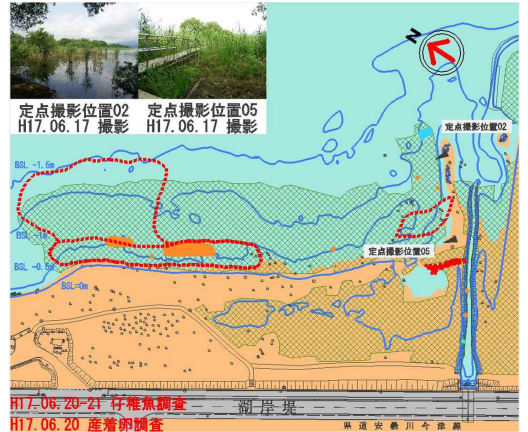 定点撮影位置02
H17.06.17 撮影
定点撮影位置05
H17.06.17 撮影
N
定点撮影位置02
BSL -1.5m
BSL -1m
定点撮影位置05
BSL -0.5m
BSL=0m
H17.06.20-21 仔稚魚調査
湖岸堤
H17.06.20 産着卵調査
県道安曇川今津線